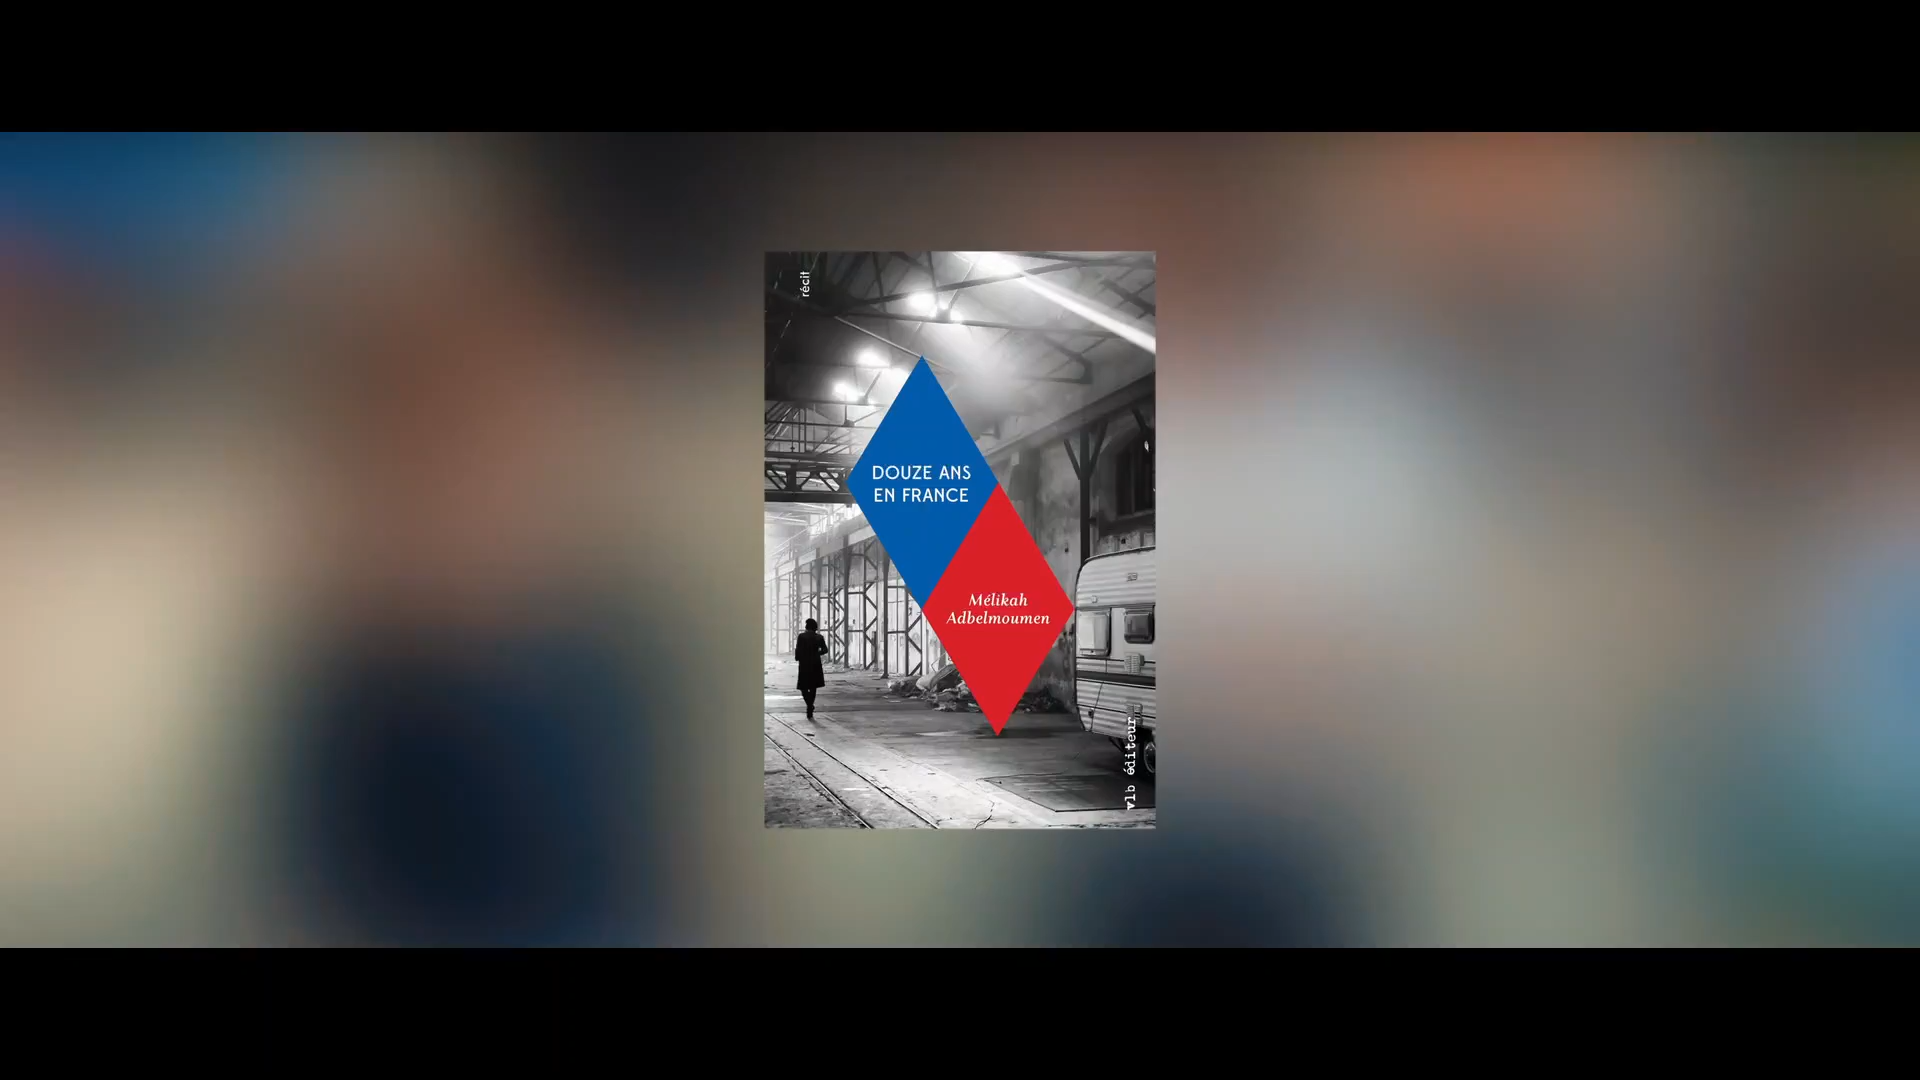 récit
DOUZE ANS
EN FRANCE
Mélikah
Adbelmoumen
vlb éditeur